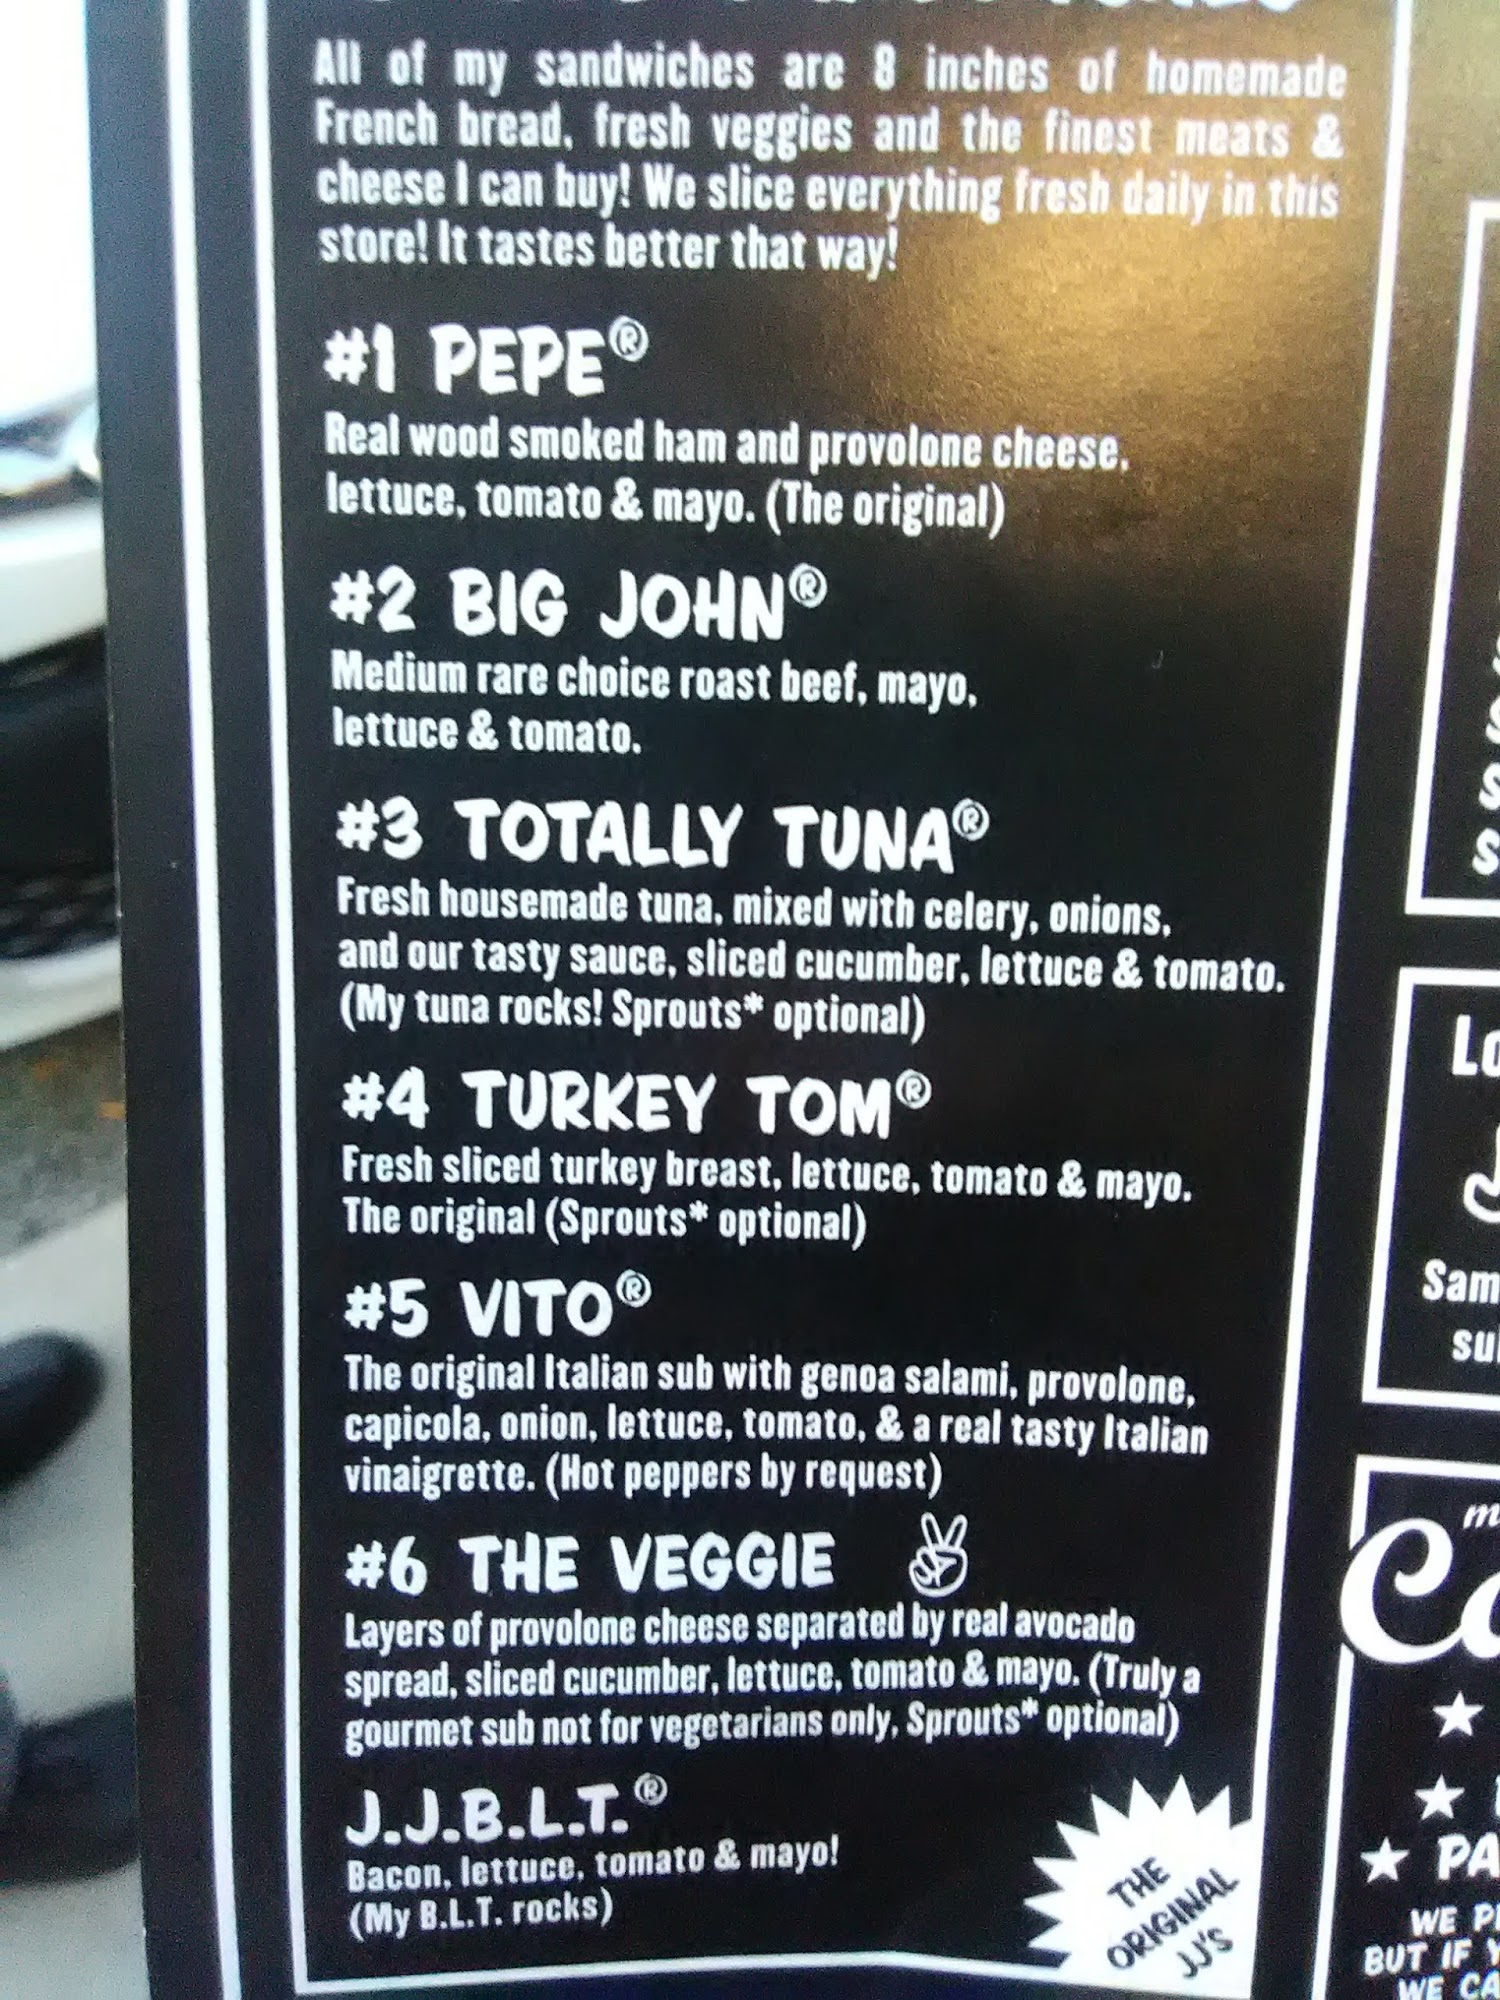 All of my sandwiches are 8 inches of homemade
French bread, fresh veggies and the finest meats &
cheese I can buy! We slice everything fresh daily in this
store! It tastes better that way!
#1 PEPE®
Real wood smoked ham and provolone cheese,
lettuce, tomato & mayo. (The original)
#2 BIG JOHN®
Medium rare choice roast beef, mayo,
lettuce & tomato.
#3 TOTALLY TUNA®
Fresh housemade tuna, mixed with celery, onions,
and our tasty sauce, sliced cucumber, lettuce & tomato.
(My tuna rocks! Sprouts* optional)
#4 TURKEY TOM®
Fresh sliced turkey breast, lettuce, tomato & mayo.
The original (Sprouts* optional)
#5 VITO®
The original Italian sub with genoa salami, provolone,
capicola, onion, lettuce, tomato, & a real tasty Italian
vinaigrette. (Hot peppers by request)
#6 THE VEGGIE
Layers of provolone cheese separated by real avocado
spread, sliced cucumber, lettuce, tomato & mayo. (Truly a
gourmet sub not for vegetarians only, Sprouts* optional)
J.J.B.L.T.®
Bacon, lettuce, tomato & mayo!
(My B.L.T. rocks)
THE
ORIGINAL
JJ'S
WE
BUT IF
WE